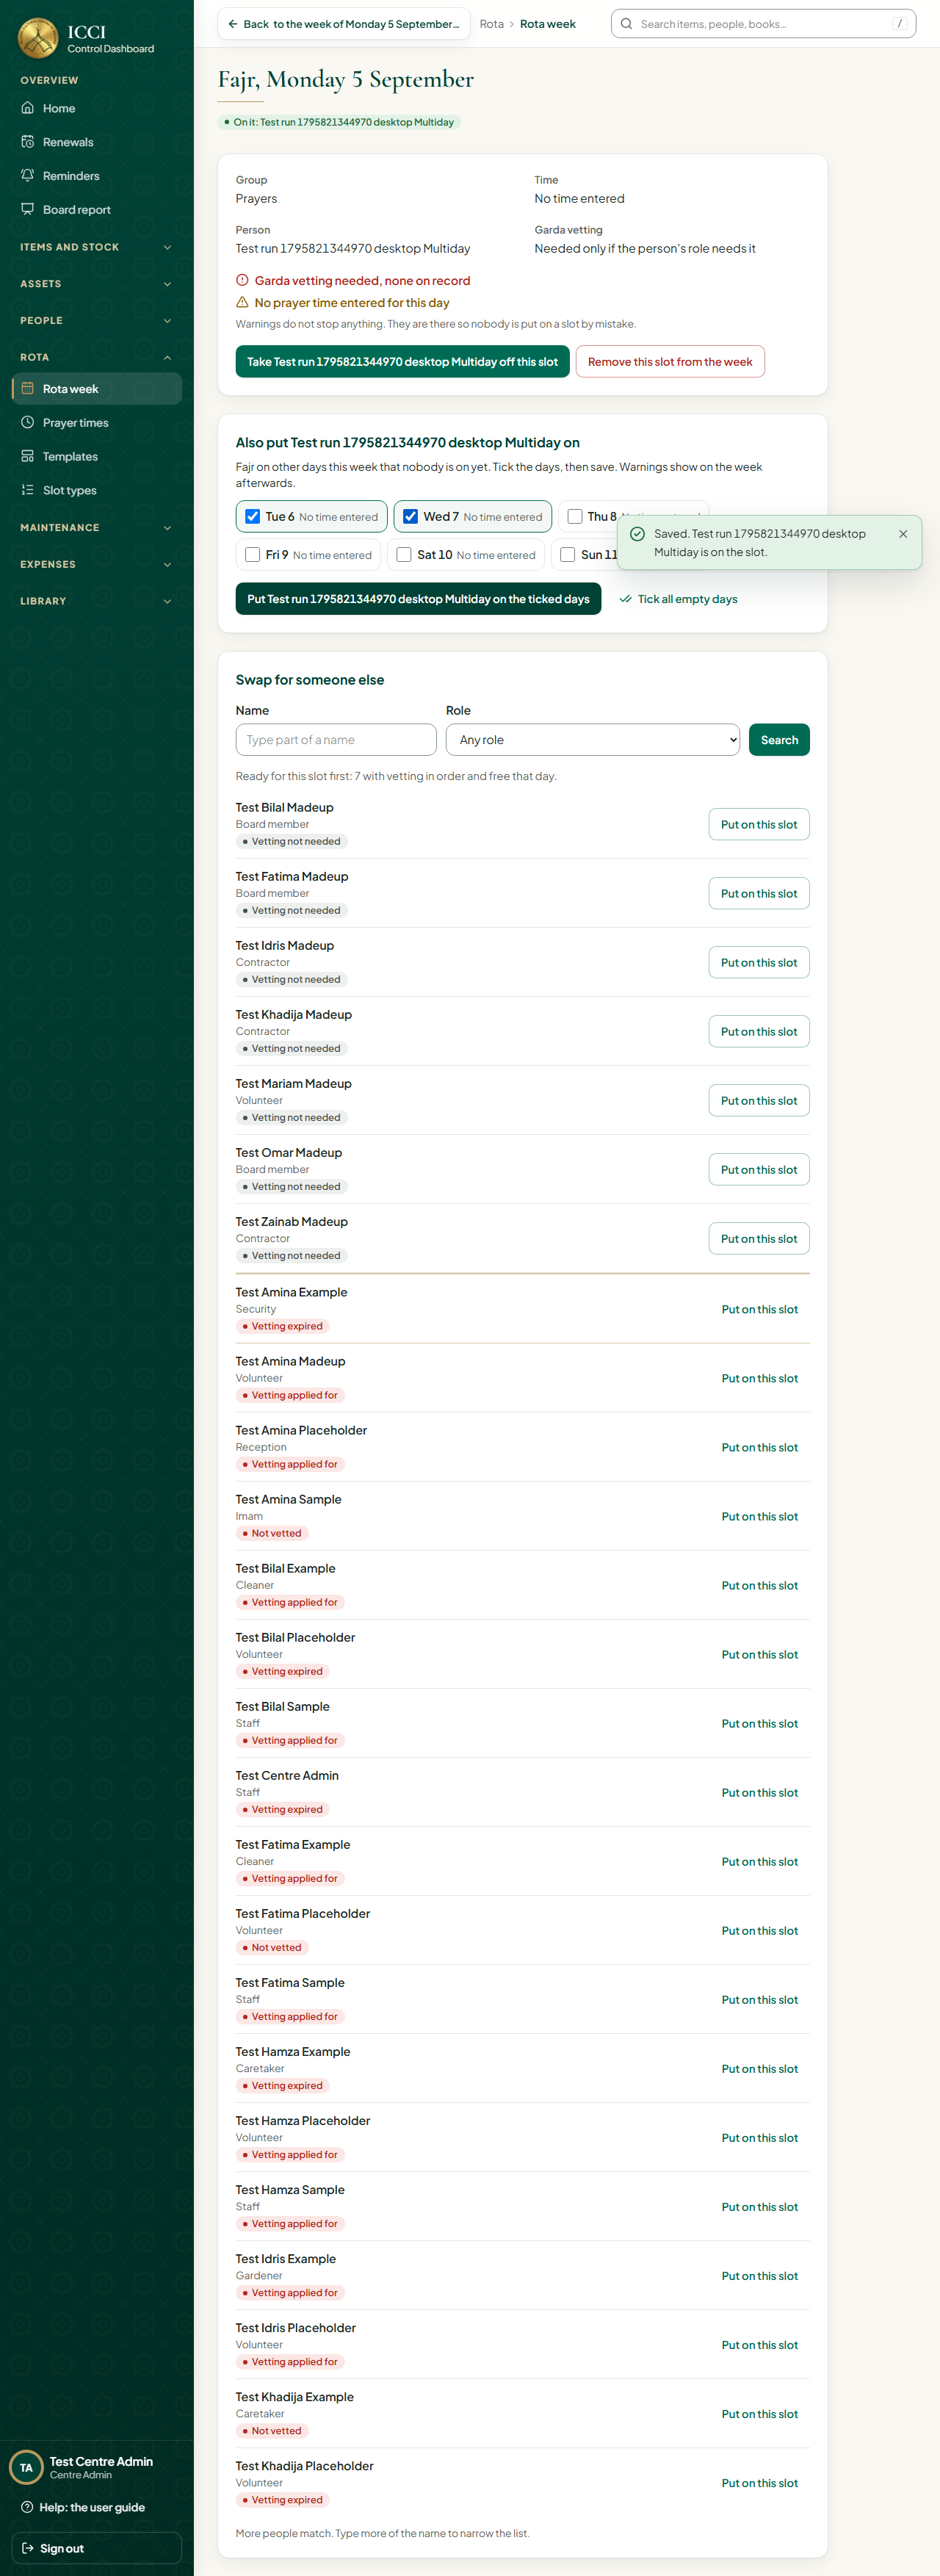 ICCI
Control Dashboard
OVERVIEW
Home
Renewals
Reminders
Board report
ITEMS AND STOCK
ASSETS
PEOPLE
ROTA
Rota week
Prayer times
Templates
Slot types
MAINTENANCE
EXPENSES
LIBRARY
Test Centre Admin
TA
Centre Admin
Help: the user guide
Sign out
Back to the week of Monday 5 September...
Rota > Rota week
Search items, people, books...
/
Fajr, Monday 5 September
On it: Test run 1795821344970 desktop Multiday
Group
Prayers
Time
No time entered
Person
Test run 1795821344970 desktop Multiday
Garda vetting
Needed only if the person's role needs it
Garda vetting needed, none on record
No prayer time entered for this day
Warnings do not stop anything. They are there so nobody is put on a slot by mistake.
Take Test run 1795821344970 desktop Multiday off this slot
Remove this slot from the week
Also put Test run 1795821344970 desktop Multiday on
Fajr on other days this week that nobody is on yet. Tick the days, then save. Warnings show on the week
afterwards.
Tue 6 No time entered
Wed 7 No time entered
Thu 8
Fri 9 No time entered
Sat 10 No time entered
Sun 11
Saved. Test run 1795821344970 desktop
Multiday is on the slot.
Put Test run 1795821344970 desktop Multiday on the ticked days
Tick all empty days
Swap for someone else
Name
Type part of a name
Role
Any role
Search
Ready for this slot first: 7 with vetting in order and free that day.
Test Bilal Madeup
Board member
Vetting not needed
Put on this slot
Test Fatima Madeup
Board member
Vetting not needed
Put on this slot
Test Idris Madeup
Contractor
Vetting not needed
Put on this slot
Test Khadija Madeup
Contractor
Vetting not needed
Put on this slot
Test Mariam Madeup
Volunteer
Vetting not needed
Put on this slot
Test Omar Madeup
Board member
Vetting not needed
Put on this slot
Test Zainab Madeup
Contractor
Vetting not needed
Put on this slot
Test Amina Example
Security
Vetting expired
Put on this slot
Test Amina Madeup
Volunteer
Vetting applied for
Put on this slot
Test Amina Placeholder
Reception
Vetting applied for
Put on this slot
Test Amina Sample
Imam
Not vetted
Put on this slot
Test Bilal Example
Cleaner
Vetting applied for
Put on this slot
Test Bilal Placeholder
Volunteer
Vetting expired
Put on this slot
Test Bilal Sample
Staff
Vetting applied for
Put on this slot
Test Centre Admin
Staff
Vetting expired
Put on this slot
Test Fatima Example
Cleaner
Vetting applied for
Put on this slot
Test Fatima Placeholder
Volunteer
Not vetted
Put on this slot
Test Fatima Sample
Staff
Vetting applied for
Put on this slot
Test Hamza Example
Caretaker
Vetting expired
Put on this slot
Test Hamza Placeholder
Volunteer
Vetting applied for
Put on this slot
Test Hamza Sample
Staff
Vetting applied for
Put on this slot
Test Idris Example
Gardener
Vetting applied for
Put on this slot
Test Idris Placeholder
Volunteer
Vetting applied for
Put on this slot
Test Khadija Example
Caretaker
Not vetted
Put on this slot
Test Khadija Placeholder
Volunteer
Vetting expired
Put on this slot
More people match. Type more of the name to narrow the list.